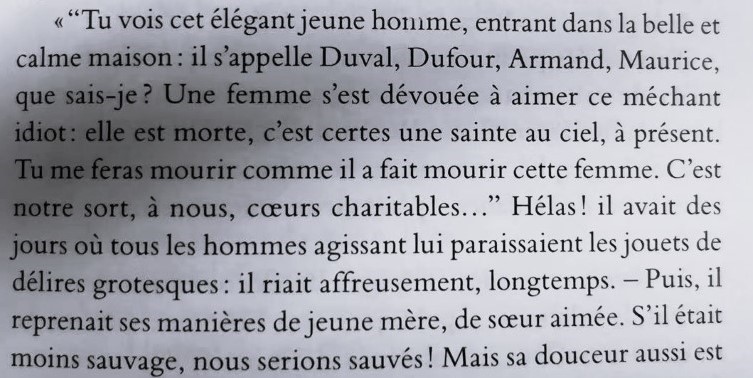 « “Tu vois cet élégant jeune homme, entrant dans la belle et
calme maison : il s’appelle Duval, Dufour, Armand, Maurice,
que sais-je ? Une femme s’est dévouée à aimer ce méchant
idiot : elle est morte, c’est certes une sainte au ciel, à présent.
Tu me feras mourir comme il a fait mourir cette femme. C’est
notre sort, à nous, cœurs charitables…” Hélas ! il avait des
jours où tous les hommes agissant lui paraissaient les jouets de
délires grotesques : il riait affreusement, longtemps. – Puis, il
reprenait ses manières de jeune mère, de sœur aimée. S’il était
moins sauvage, nous serions sauvés ! Mais sa douceur aussi est